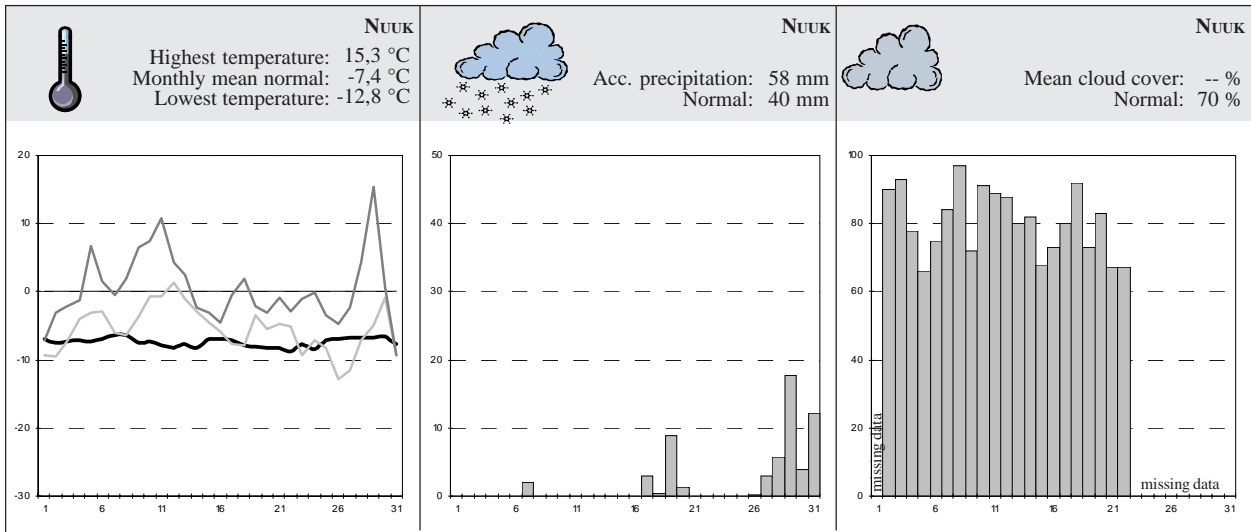 NUUK
Highest temperature: 15,3 °C
Monthly mean normal: -7,4 °C
Lowest temperature: -12,8 °C
20
10
0
-10
-20
-30
1 6 11 16 21 26 31
NUUK
Acc. precipitation: 58 mm
Normal: 40 mm
50
40
30
20
10
0
1 6 11 16 21 26 31
NUUK
Mean cloud cover: -- %
Normal: 70 %
100
80
60
40
20
0
missing data
missing data
1 6 11 16 21 26 31